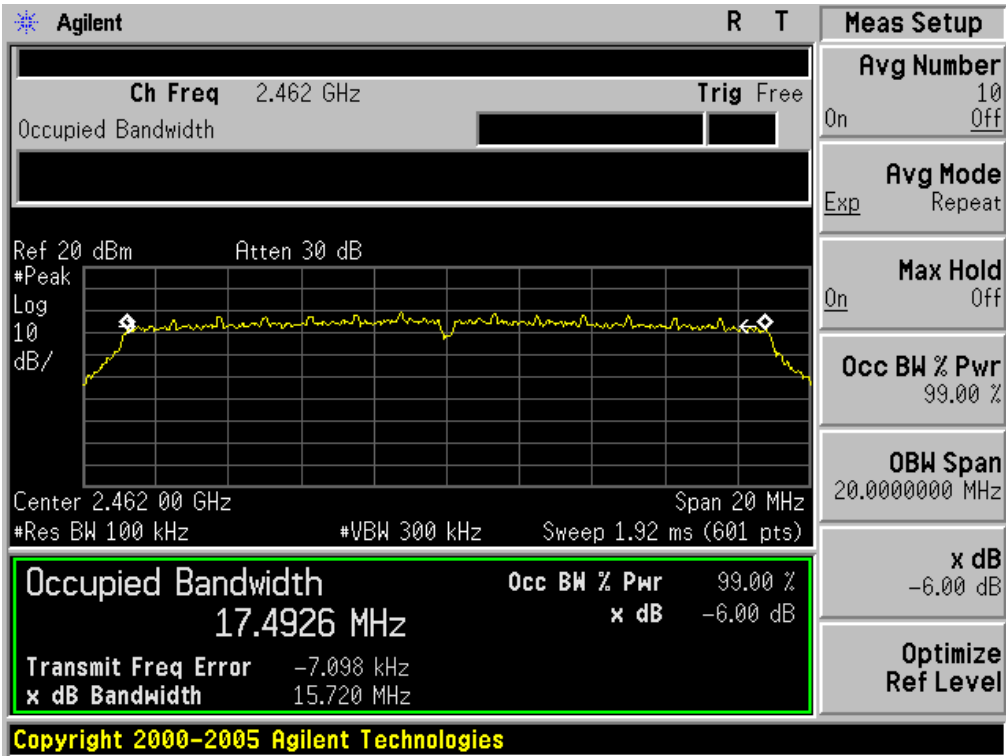 Agilent R T
Ch Freq 2.462 GHz Trig Free
Occupied Bandwidth
Ref 20 dBm Atten 30 dB
#Peak
Log
10
dB/
Center 2.462 00 GHz Span 20 MHz
#Res BW 100 kHz #VBW 300 kHz Sweep 1.92 ms (601 pts)
Occupied Bandwidth Occ BW % Pwr 99.00 %
17.4926 MHz x dB -6.00 dB
Transmit Freq Error -7.098 kHz
x dB Bandwidth 15.720 MHz
Copyright 2000-2005 Agilent Technologies
Meas Setup
Avg Number
10
On Off
Avg Mode
Exp Repeat
Max Hold
On Off
Occ BW % Pwr
99.00 %
OBW Span
20.0000000 MHz
x dB
-6.00 dB
Optimize
Ref Level